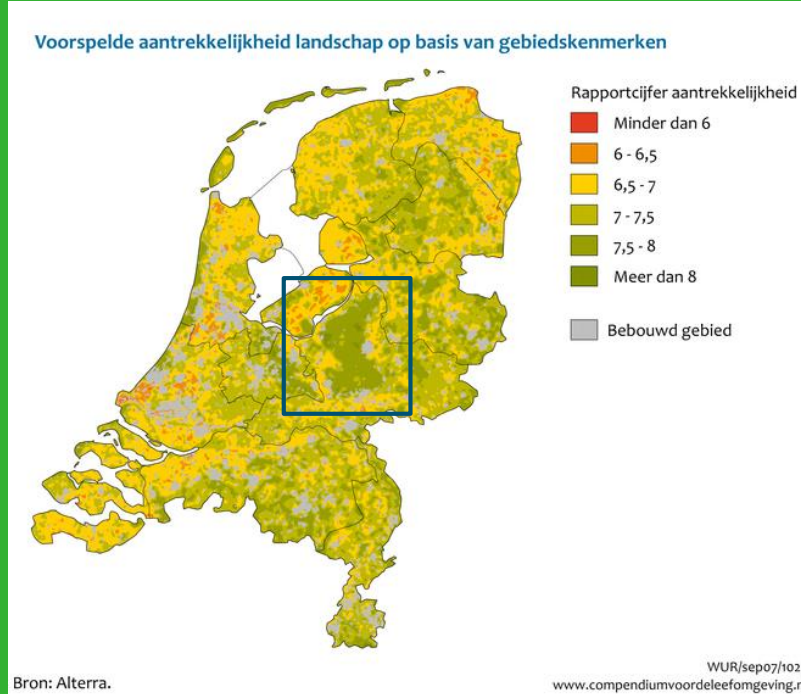 Voorspelde aantrekkelijkheid landschap op basis van gebiedskenmerken
Rapportcijfer aantrekkelijkheid
Minder dan 6
6 - 6,5
6,5 - 7
7 - 7,5
7,5 - 8
Meer dan 8
Bebouwd gebied
WUR/sep07/102
Bron: Alterra.
www.compendiumvoordeleefomgeving.n